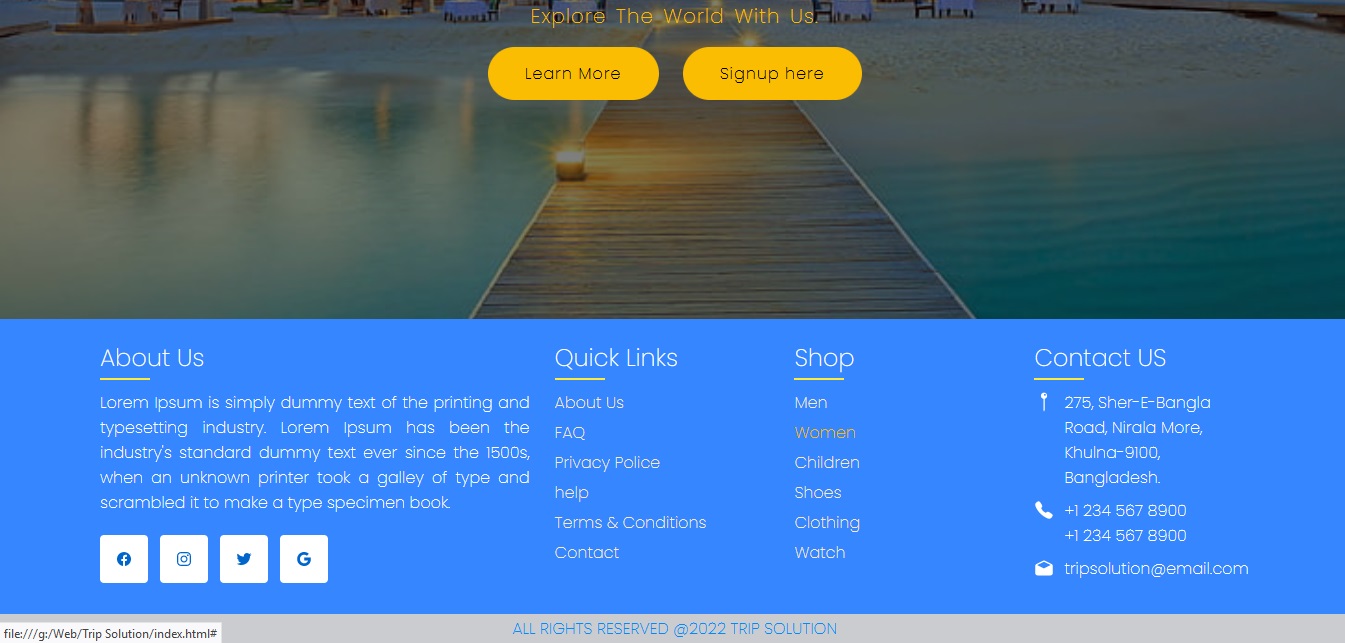 Explore The World With Us.
Learn More
Signup here
About Us
Lorem Ipsum is simply dummy text of the printing and
typesetting industry. Lorem Ipsum has been the
industry's standard dummy text ever since the 1500s,
when an unknown printer took a galley of type and
scrambled it to make a type specimen book.
Quick Links
About Us
FAQ
Privacy Police
help
Terms & Conditions
Contact
Shop
Men
Women
Children
Shoes
Clothing
Watch
Contact US
275, Sher-E-Bangla
Road, Nirala More,
Khulna-9100,
Bangladesh.
+1 234 567 8900
+1 234 567 8900
tripsolution@email.com
ALL RIGHTS RESERVED @2022 TRIP SOLUTION
file:///g:/Web/Trip Solution/index.html#